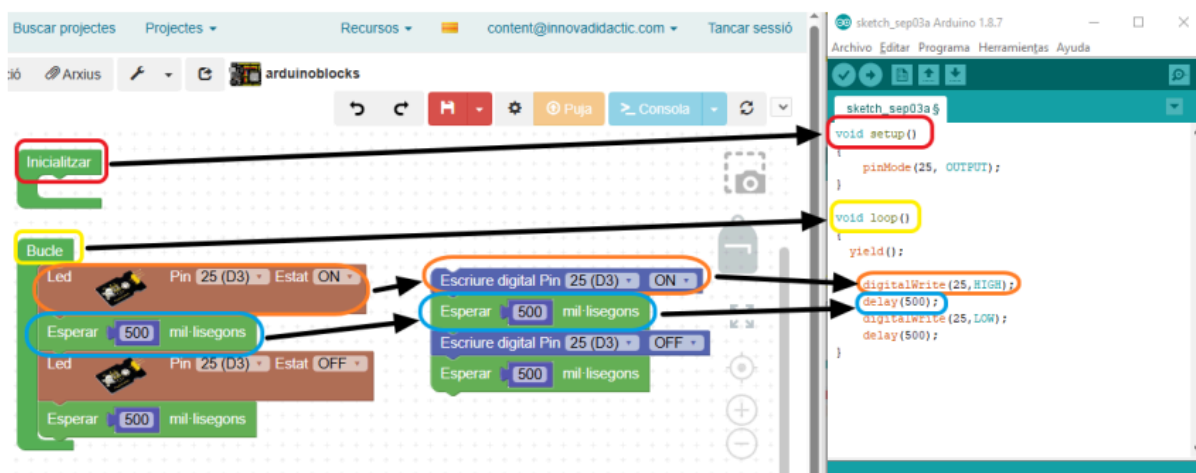 Buscar projectes Projectes Recursos content@innovadidactic.com Tancar sessió
ió Arxius arduinoblocks
Puja >_ Consola
Inicialitzar
Bucle
Led Pin 25 (D3) Estat ON
Esperar 500 mil·lisegons
Led Pin 25 (D3) Estat OFF
Esperar 500 mil·lisegons
Escriure digital Pin 25 (D3) ON
Esperar 500 mil·lisegons
Escriure digital Pin 25 (D3) OFF
Esperar 500 mil·lisegons
sketch_sep03a Arduino 1.8.7
Archivo Editar Programa Herramientas Ayuda
sketch_sep03a §
void setup()
{
pinMode(25, OUTPUT);
}
void loop()
{
yield();
digitalWrite(25,HIGH);
delay(500);
digitalWrite(25,LOW);
delay(500);
}